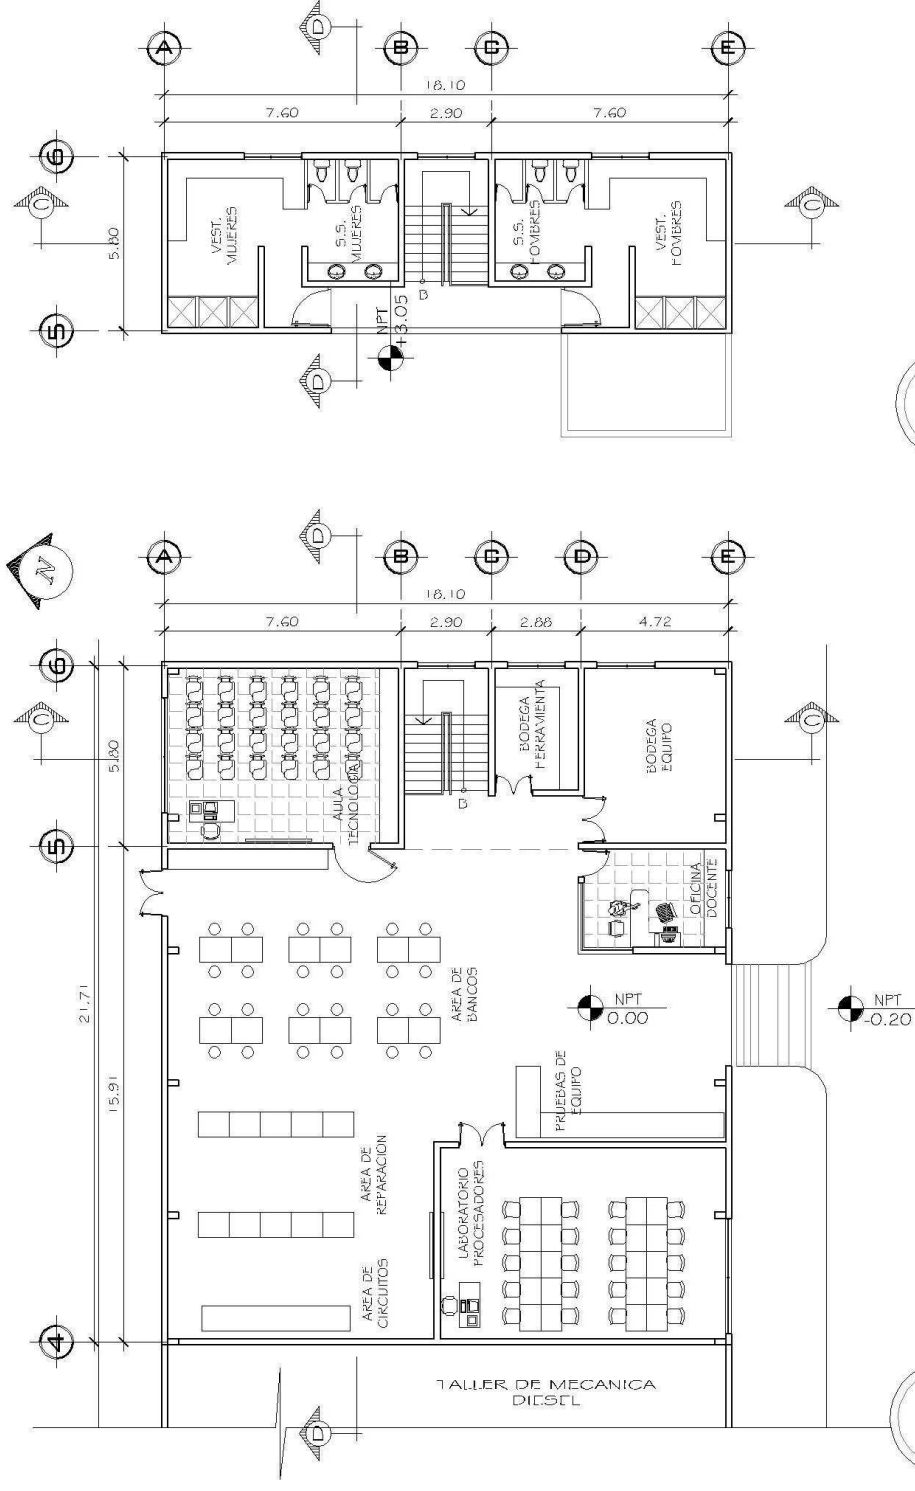 D
A
B
C
E
18.10
7.60
2.90
7.60
6
C
C
5.80
5
VEST.
MUJERES
S.S.
MUJERES
S.S.
HOMBRES
VEST.
HOMBRES
B
NPT
+3.05
D
N
D
A
B
C
D
E
18.10
7.60
2.90
2.88
4.72
6
C
C
5.80
5
21.71
15.91
4
AULA
TECNOLOGIA
B
BODEGA
HERRAMIENTA
BODEGA
EQUIPO
OFICINA
DOCENTE
AREA DE
BANCOS
NPT
0.00
NPT
-0.20
PRUEBAS DE
EQUIPO
AREA DE
REPARACION
LABORATORIO
PROCESADORES
AREA DE
CIRCUITOS
TALLER DE MECANICA
DIESEL
D